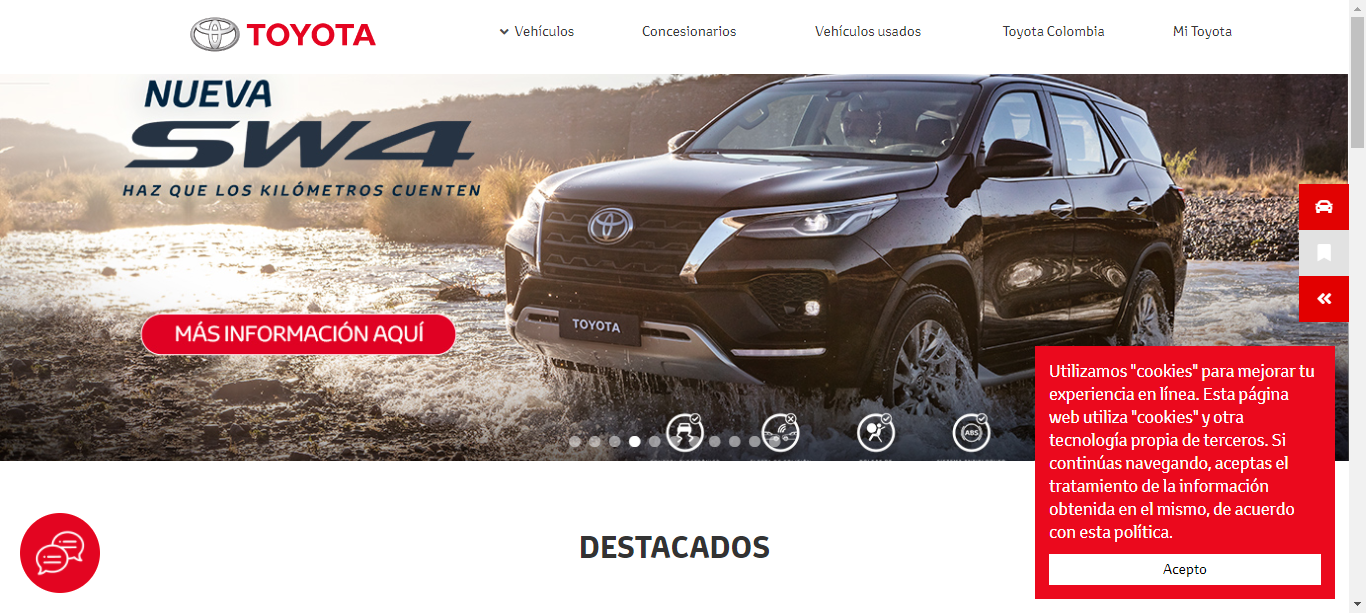 TOYOTA
Vehículos
Concesionarios
Vehículos usados
Toyota Colombia
Mi Toyota
NUEVA
SW4
HAZ QUE LOS KILÓMETROS CUENTEN
MÁS INFORMACIÓN AQUÍ
TOYOTA
ABS
Utilizamos "cookies" para mejorar tu
experiencia en línea. Esta página
web utiliza "cookies" y otra
tecnología propia de terceros. Si
continúas navegando, aceptas el
tratamiento de la información
obtenida en el mismo, de acuerdo
con esta política.
Acepto
DESTACADOS